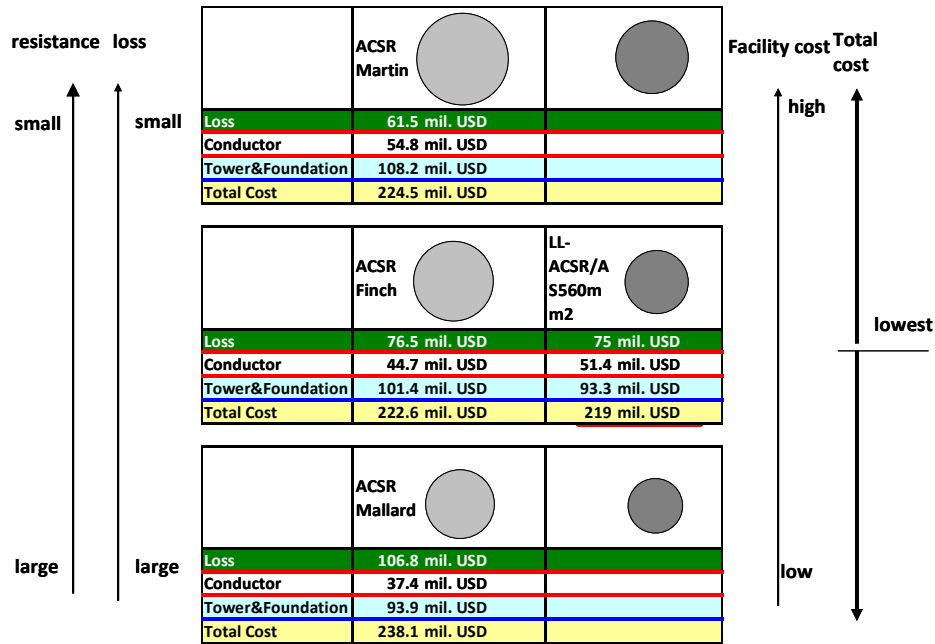 resistance loss
small small
large large
ACSR
Martin
Loss 61.5 mil. USD
Conductor 54.8 mil. USD
Tower&Foundation 108.2 mil. USD
Total Cost 224.5 mil. USD
ACSR
Finch
LL-
ACSR/A
S560m
m2
Loss 76.5 mil. USD 75 mil. USD
Conductor 44.7 mil. USD 51.4 mil. USD
Tower&Foundation 101.4 mil. USD 93.3 mil. USD
Total Cost 222.6 mil. USD 219 mil. USD
ACSR
Mallard
Loss 106.8 mil. USD
Conductor 37.4 mil. USD
Tower&Foundation 93.9 mil. USD
Total Cost 238.1 mil. USD
Facility cost
high
low
Total
cost
lowest